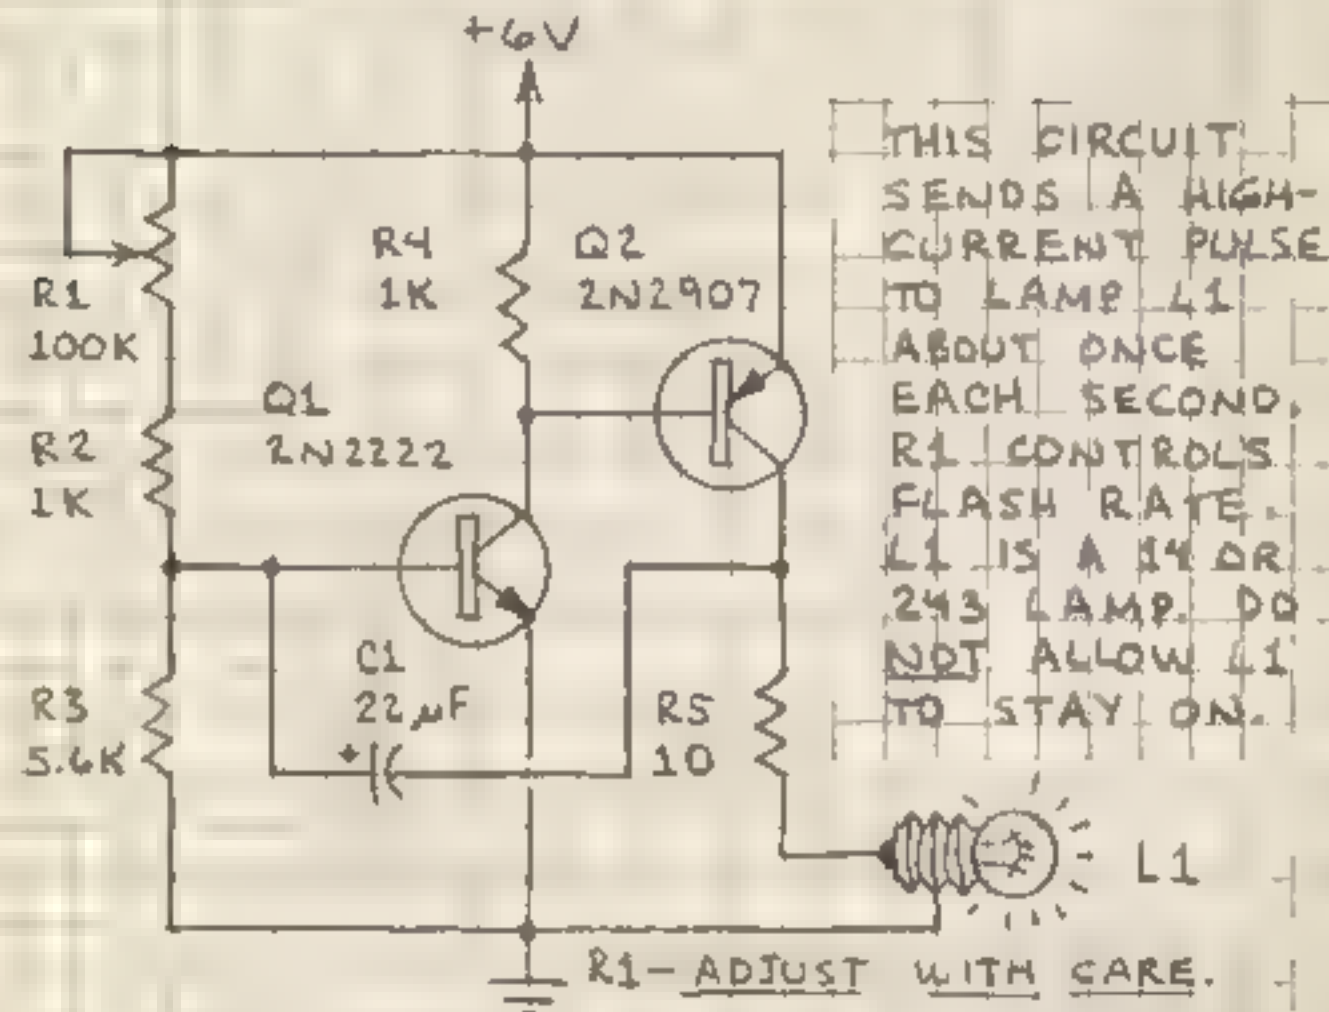 +6V
R1
100K
R2
1K
R3
5.6K
R4
1K
Q1
2N2222
Q2
2N2907
C1
22µF
+
R5
10
L1
THIS CIRCUIT
SENDS A HIGH-
CURRENT PULSE
TO LAMP L1
ABOUT ONCE
EACH SECOND.
R1 CONTROLS
FLASH RATE.
L1 IS A 14 OR
243 LAMP. DO
NOT ALLOW L1
TO STAY ON.
R1-ADJUST WITH CARE.